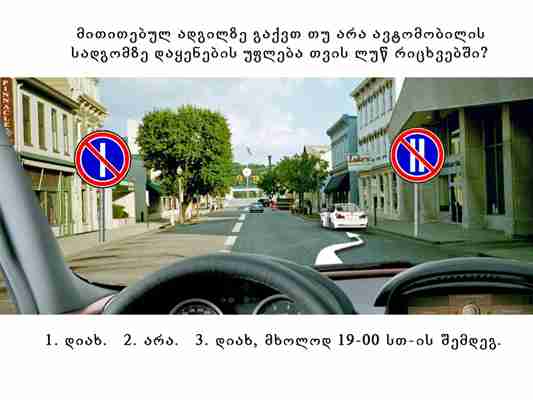 მითითებულ ადგილზე გაქვთ თუ არა ავტომობილის
სადგომზე დაყენების უფლება თვის ლუწ რიცხვებში?
PINNACLE
1. დიახ. 2. არა. 3. დიახ, მხოლოდ 19-00 სთ-ის შემდეგ.